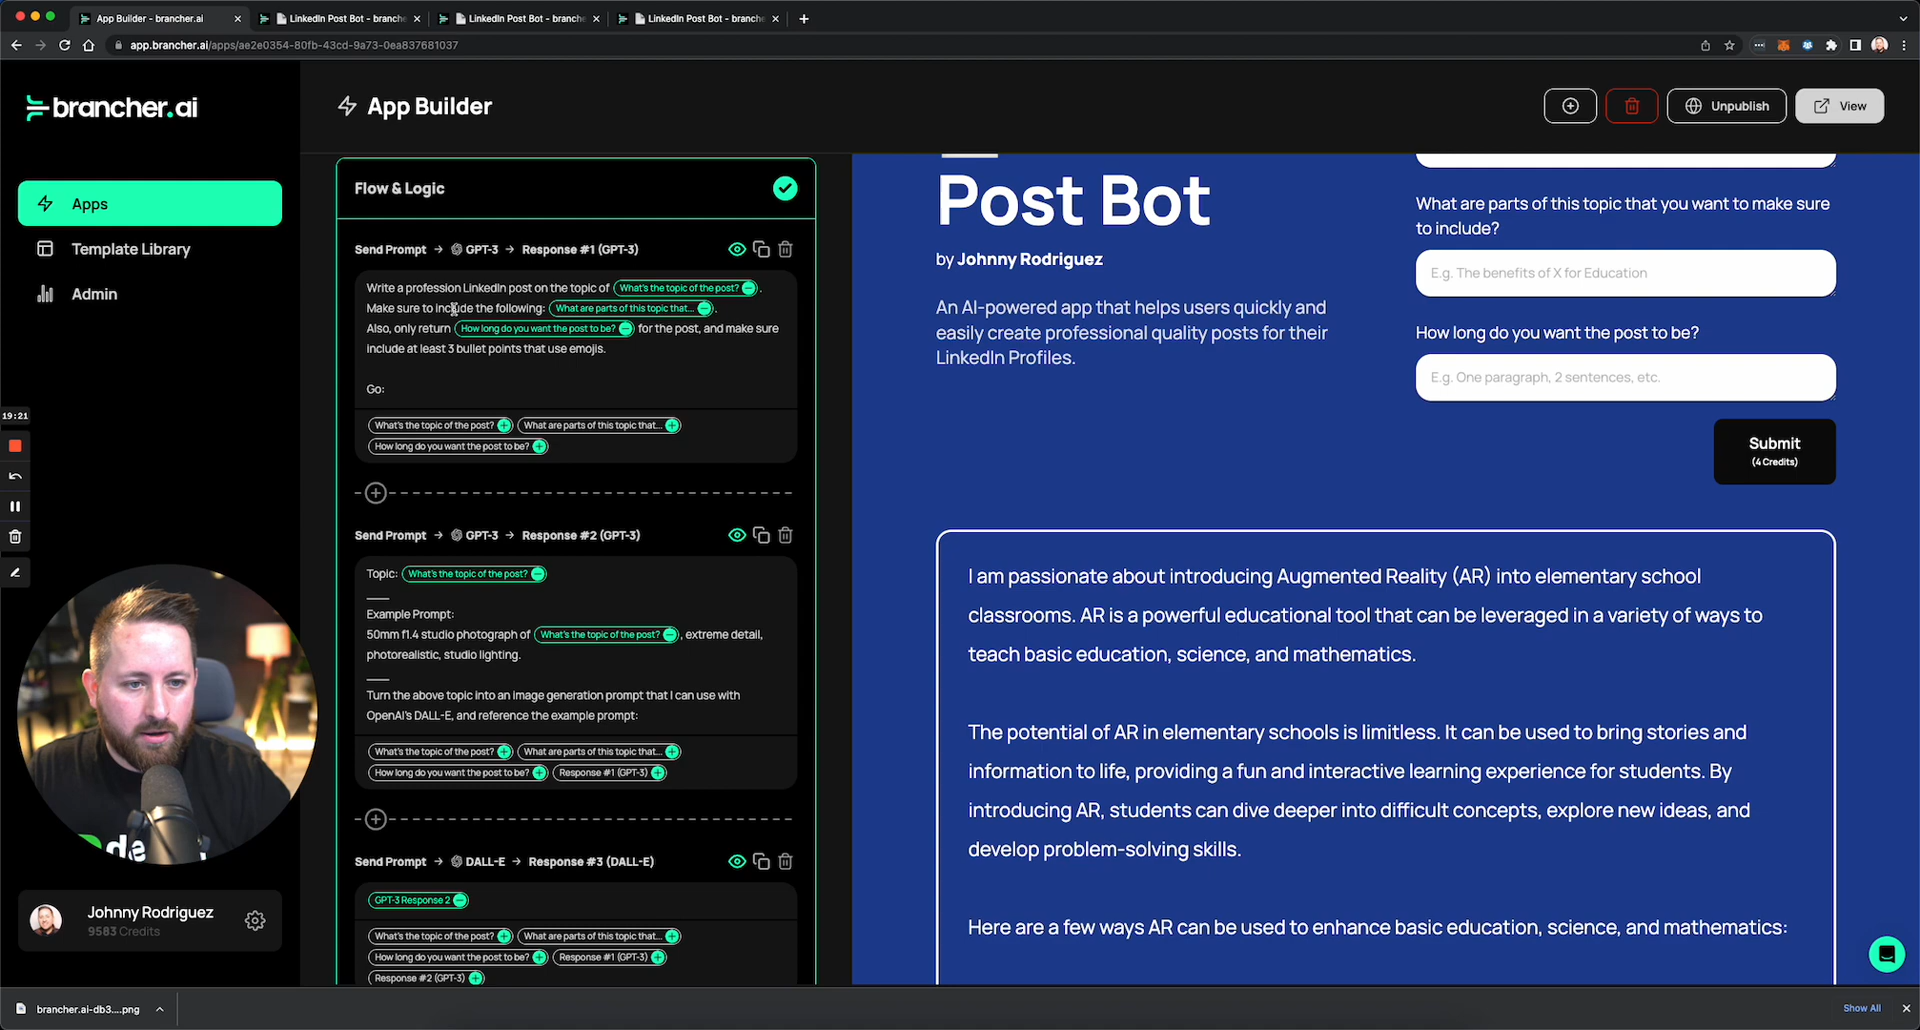 App Builder - brancher.ai
LinkedIn Post Bot - branche
LinkedIn Post Bot - branche
LinkedIn Post Bot - branche
app.brancher.ai/apps/ae2e0354-80fb-43cd-9a73-0ea837681037
brancher.ai
App Builder
Unpublish
View
Apps
Template Library
Admin
19:21
Johnny Rodriguez
9583 Credits
Flow & Logic
Send Prompt → GPT-3 → Response #1 (GPT-3)
Write a profession LinkedIn post on the topic of What's the topic of the post? .
Make sure to include the following: What are parts of this topic that... .
Also, only return How long do you want the post to be? for the post, and make sure
include at least 3 bullet points that use emojis.
Go:
What's the topic of the post? What are parts of this topic that...
How long do you want the post to be?
Send Prompt → GPT-3 → Response #2 (GPT-3)
Topic: What's the topic of the post?
____
Example Prompt:
50mm f1.4 studio photograph of What's the topic of the post? , extreme detail,
photorealistic, studio lighting.
____
Turn the above topic into an image generation prompt that I can use with
OpenAI's DALL-E, and reference the example prompt:
What's the topic of the post? What are parts of this topic that...
How long do you want the post to be? Response #1 (GPT-3)
Send Prompt → DALL-E → Response #3 (DALL-E)
GPT-3 Response 2
What's the topic of the post? What are parts of this topic that...
How long do you want the post to be? Response #1 (GPT-3)
Response #2 (GPT-3)
Post Bot
by Johnny Rodriguez
An AI-powered app that helps users quickly and
easily create professional quality posts for their
LinkedIn Profiles.
What are parts of this topic that you want to make sure
to include?
E.g. The benefits of X for Education
How long do you want the post to be?
E.g. One paragraph, 2 sentences, etc.
Submit
(4 Credits)
I am passionate about introducing Augmented Reality (AR) into elementary school
classrooms. AR is a powerful educational tool that can be leveraged in a variety of ways to
teach basic education, science, and mathematics.
The potential of AR in elementary schools is limitless. It can be used to bring stories and
information to life, providing a fun and interactive learning experience for students. By
introducing AR, students can dive deeper into difficult concepts, explore new ideas, and
develop problem-solving skills.
Here are a few ways AR can be used to enhance basic education, science, and mathematics:
brancher.ai-db3....png
Show All